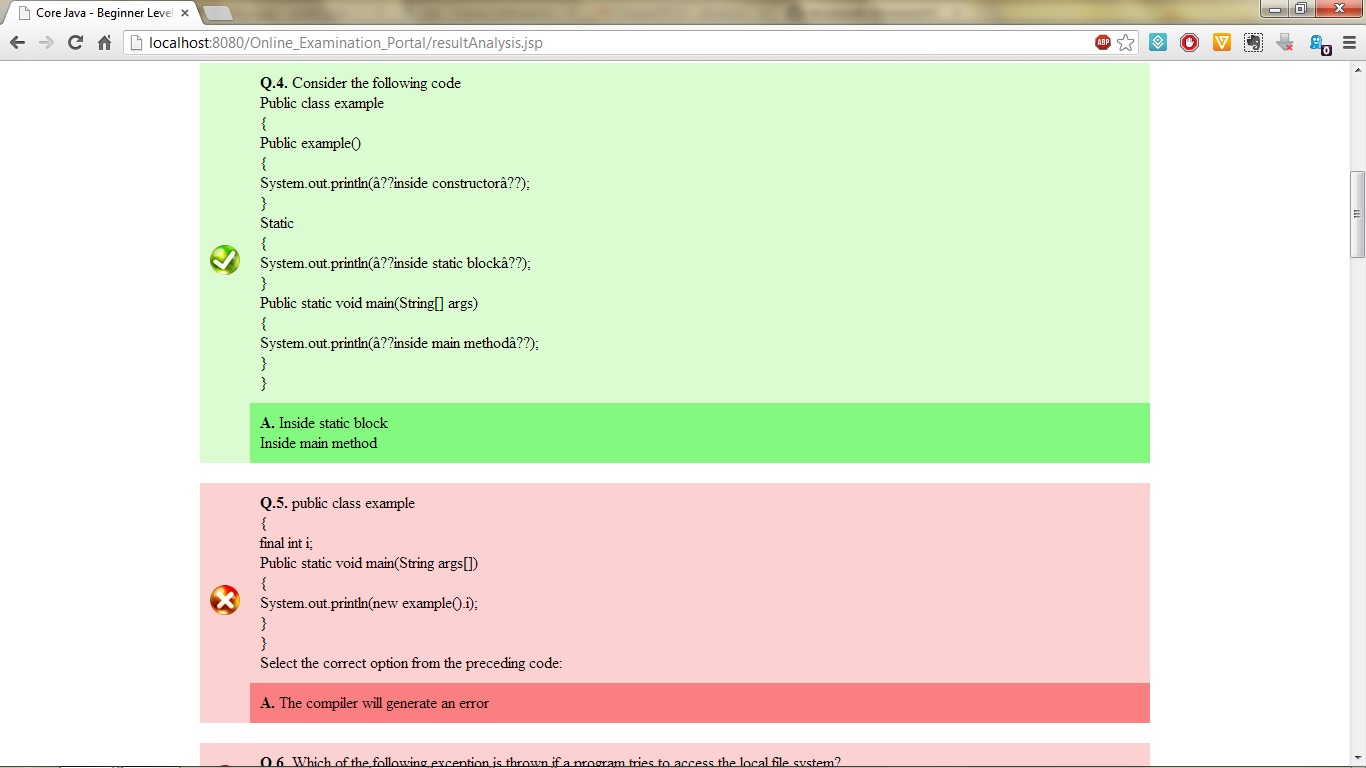 Core Java - Beginner Leve
localhost:8080/Online_Examination_Portal/resultAnalysis.jsp
ABP
0
Q.4. Consider the following code
Public class example
{
Public example()
{
System.out.println(â??inside constructorâ??);
}
Static
{
System.out.println(â??inside static blockâ??);
}
Public static void main(String[] args)
{
System.out.println(â??inside main methodâ??);
}
}
A. Inside static block
Inside main method
Q.5. public class example
{
final int i;
Public static void main(String args[])
{
System.out.println(new example().i);
}
}
Select the correct option from the preceding code:
A. The compiler will generate an error
Q.6. Which of the following exception is thrown if a program tries to access the local file system?